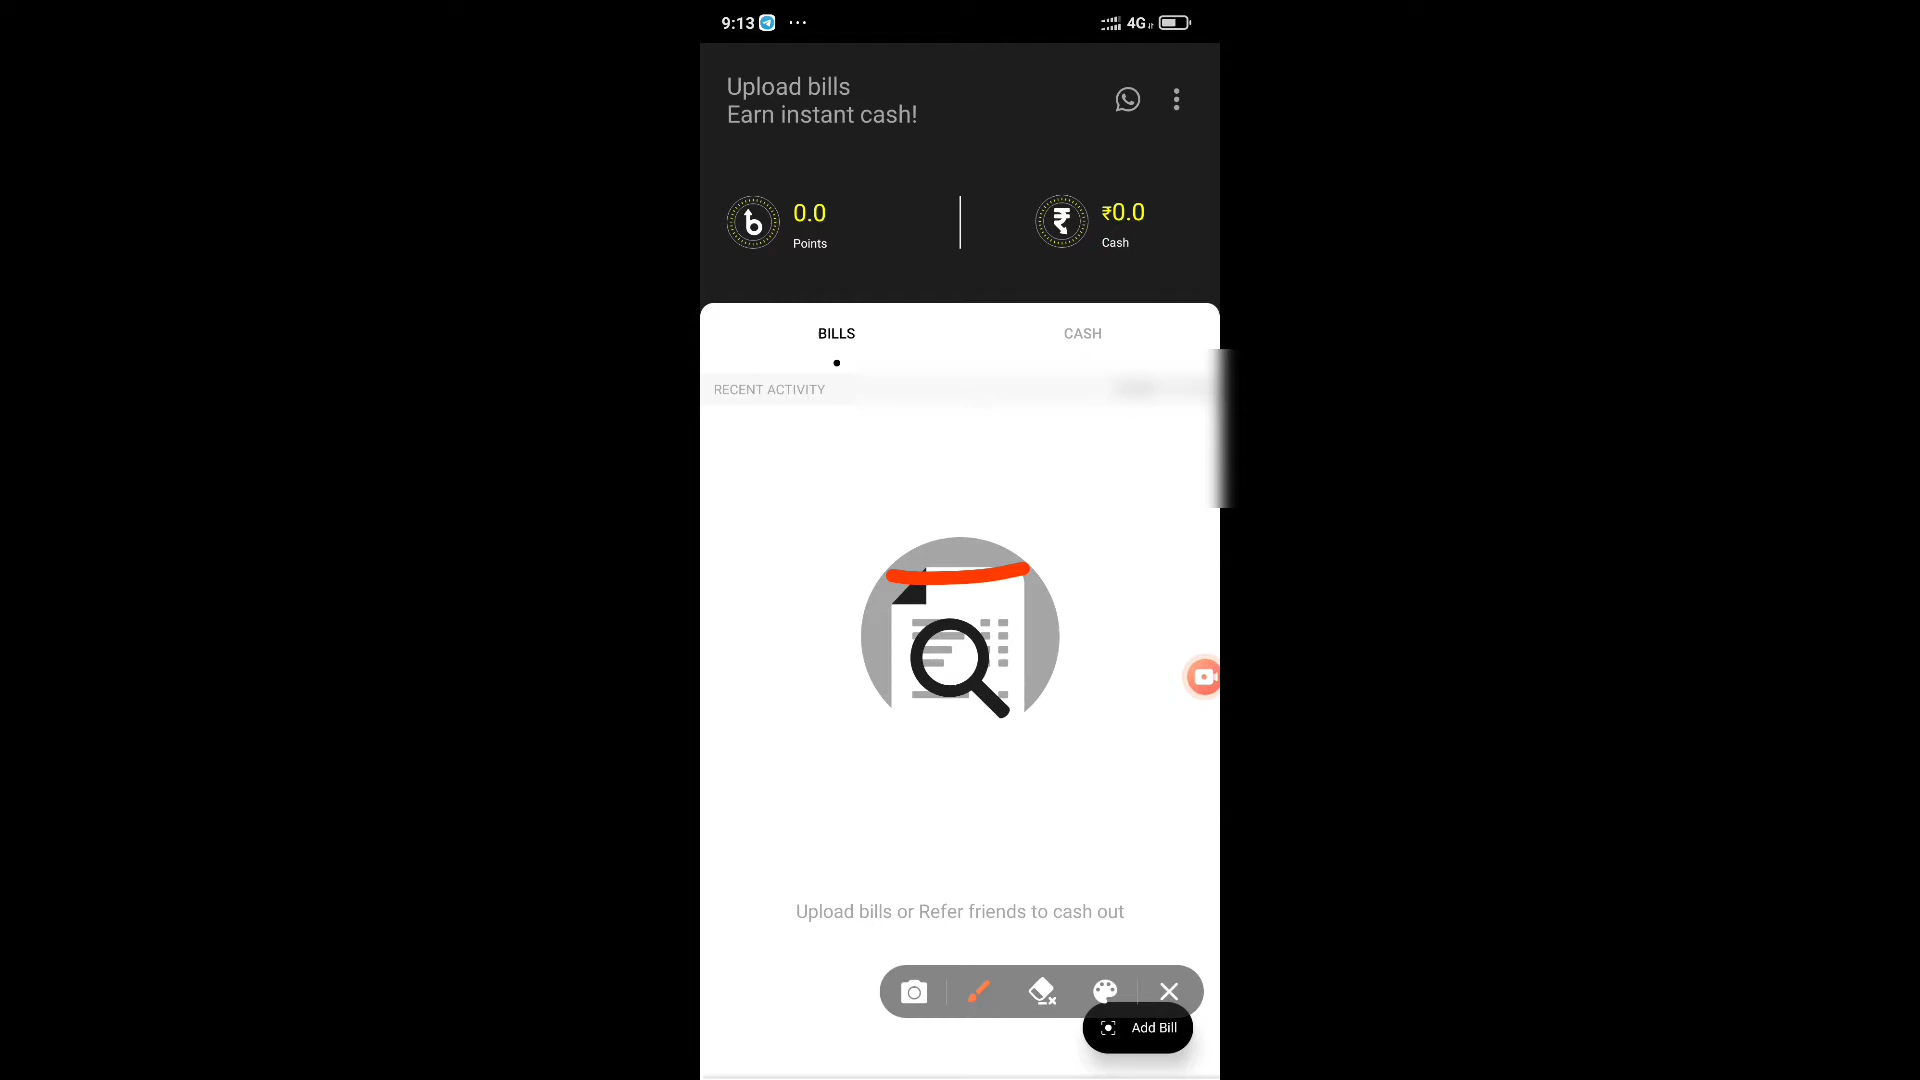 9:13
4G
Upload bills
Earn instant cash!
0.0
Points
₹0.0
Cash
BILLS
CASH
RECENT ACTIVITY
Upload bills or Refer friends to cash out
Add Bill